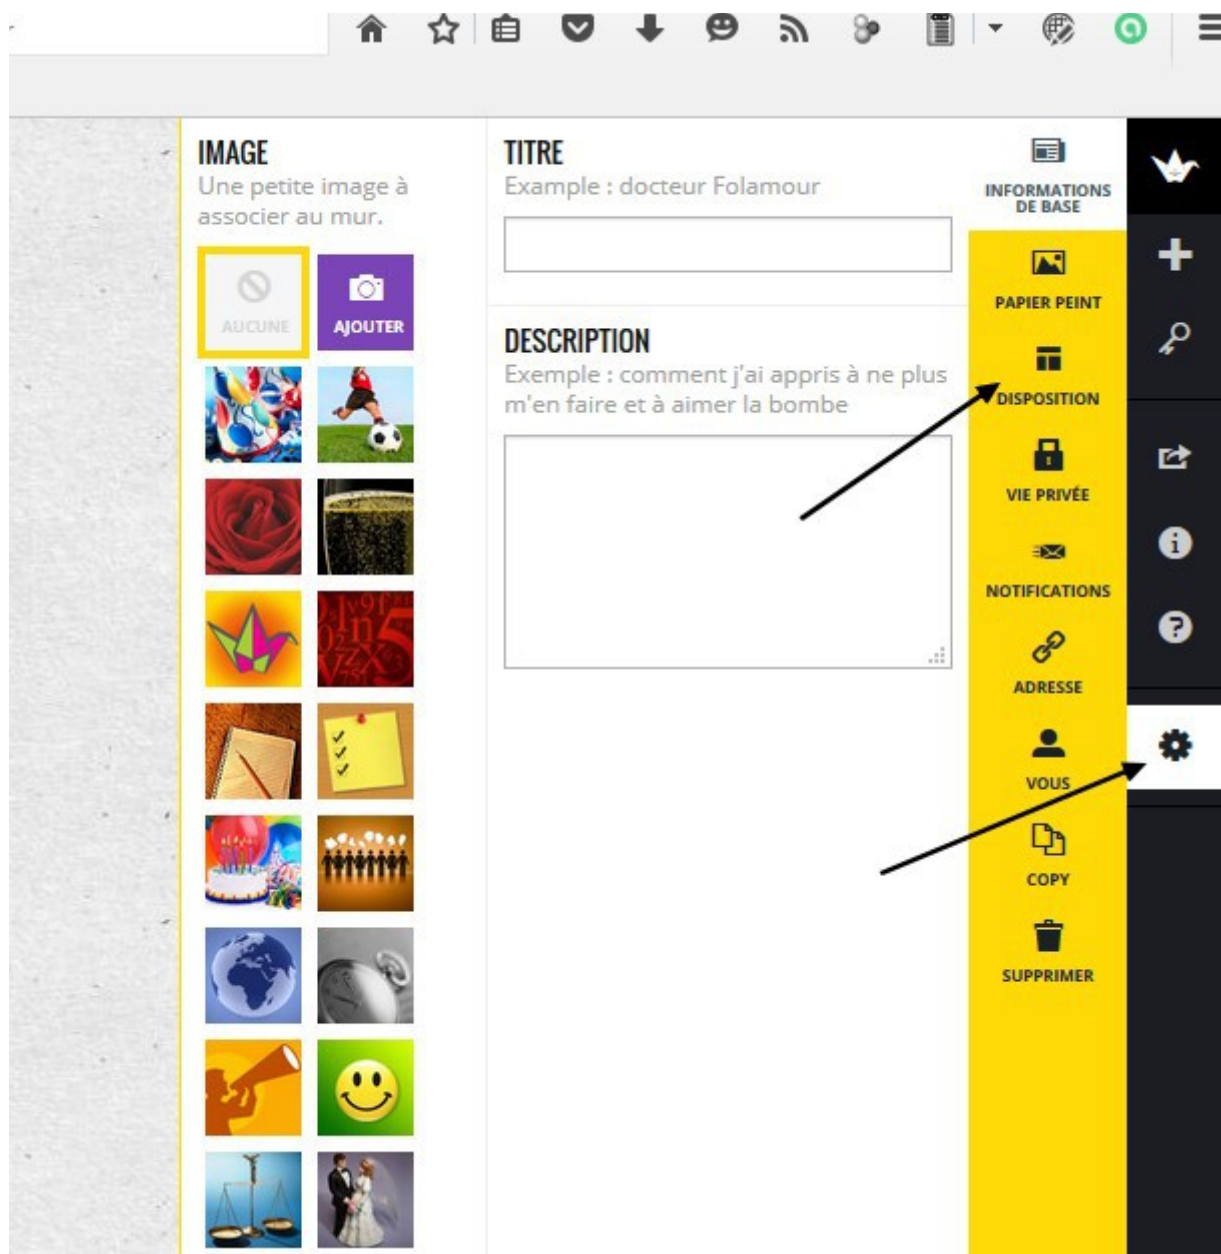 IMAGE
Une petite image à
associer au mur.
AUCUNE
AJOUTER
TITRE
Example : docteur Folamour
DESCRIPTION
Exemple : comment j'ai appris à ne plus
m'en faire et à aimer la bombe
INFORMATIONS
DE BASE
PAPIER PEINT
DISPOSITION
VIE PRIVÉE
NOTIFICATIONS
ADRESSE
VOUS
COPY
SUPPRIMER